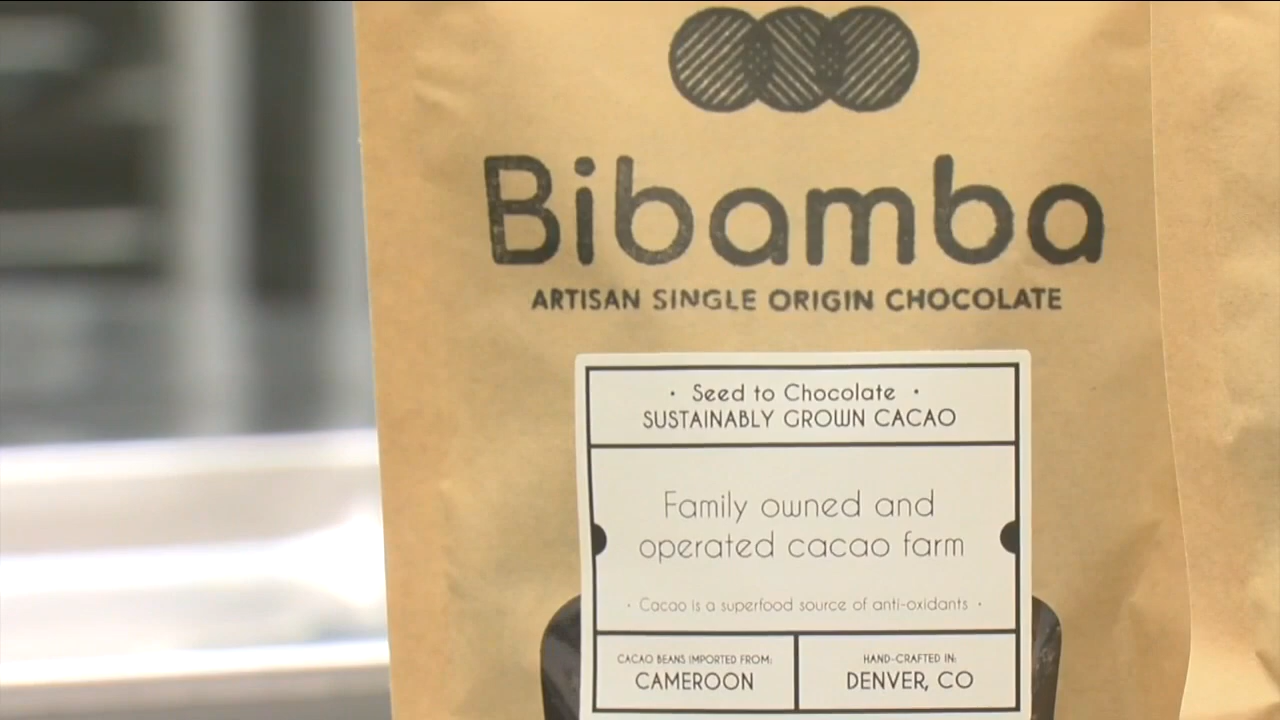 Bibamba
ARTISAN SINGLE ORIGIN CHOCOLATE
· Seed to Chocolate ·
SUSTAINABLY GROWN CACAO
Family owned and
operated cacao farm
· Cacao is a superfood source of anti-oxidants ·
CACAO BEANS IMPORTED FROM:
CAMEROON
HAND-CRAFTED IN:
DENVER, CO